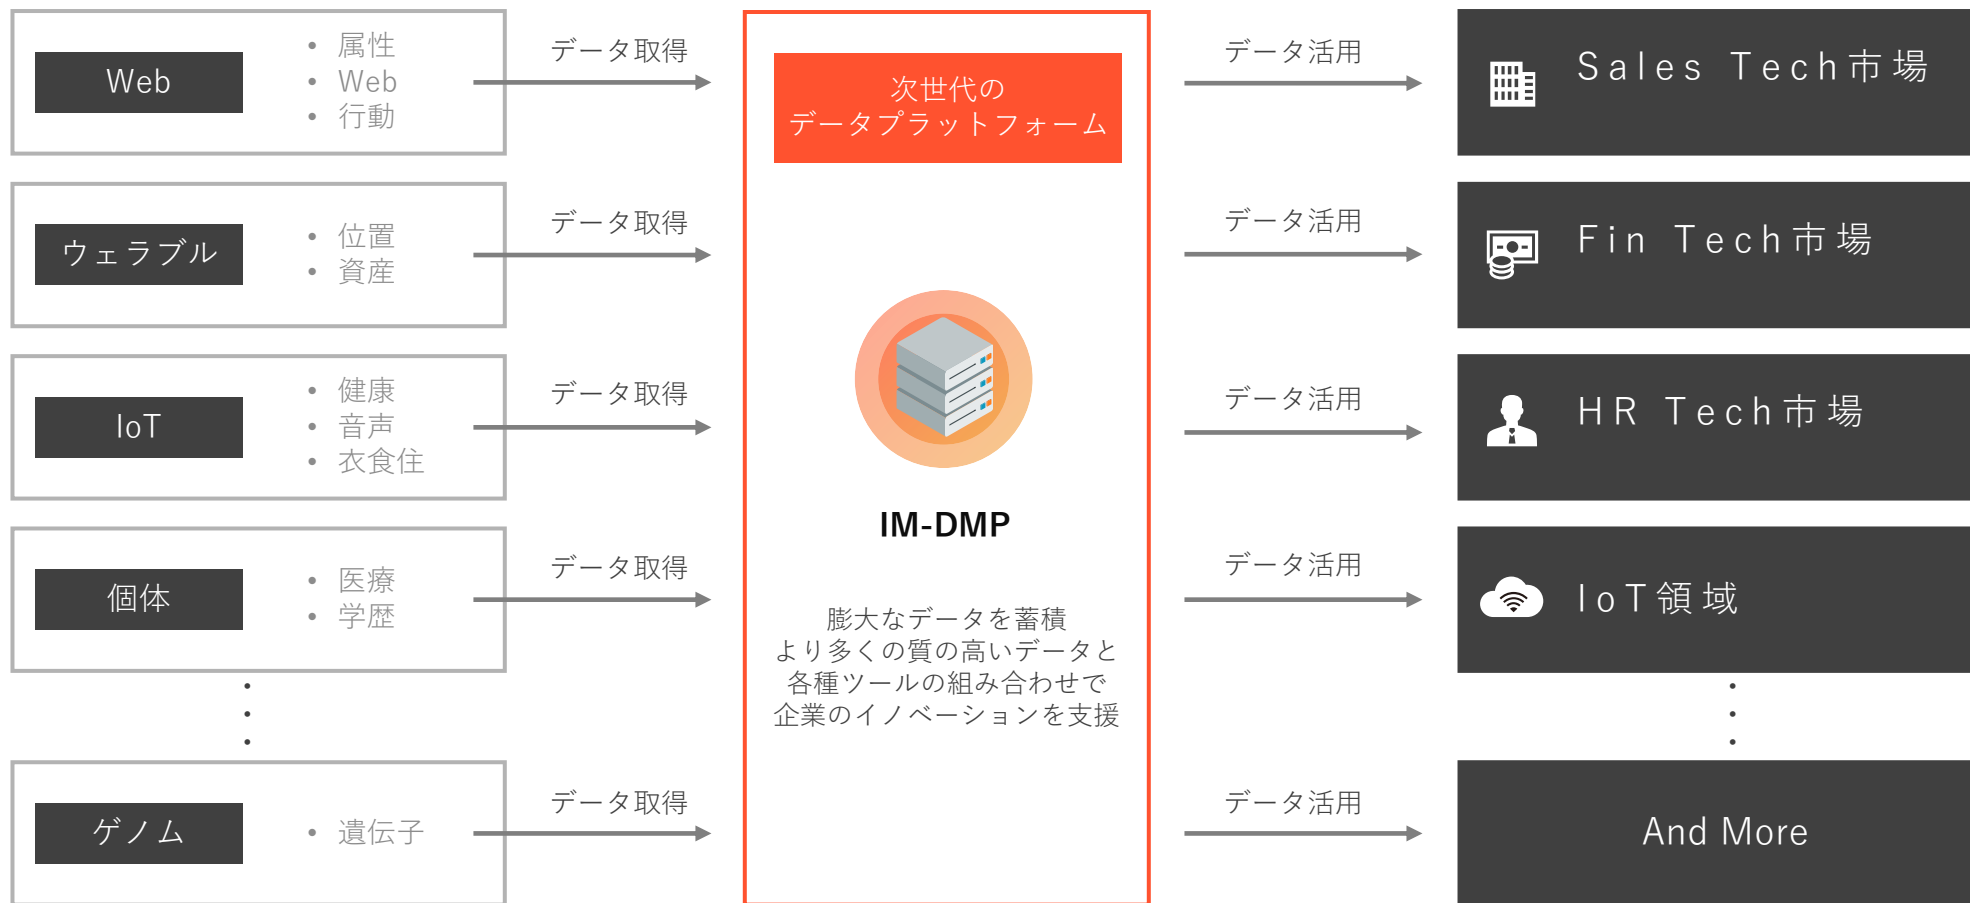 Web
• 属性
• Web
• 行動
データ取得
ウェラブル
• 位置
• 資産
データ取得
IoT
• 健康
• 音声
• 衣食住
データ取得
個体
• 医療
• 学歴
データ取得
ゲノム
• 遺伝子
データ取得
次世代の
データプラットフォーム
IM-DMP
膨大なデータを蓄積
より多くの質の高いデータと
各種ツールの組み合わせで
企業のイノベーションを支援
データ活用
Sales Tech市場
データ活用
Fin Tech市場
データ活用
HR Tech市場
データ活用
IoT領域
データ活用
And More